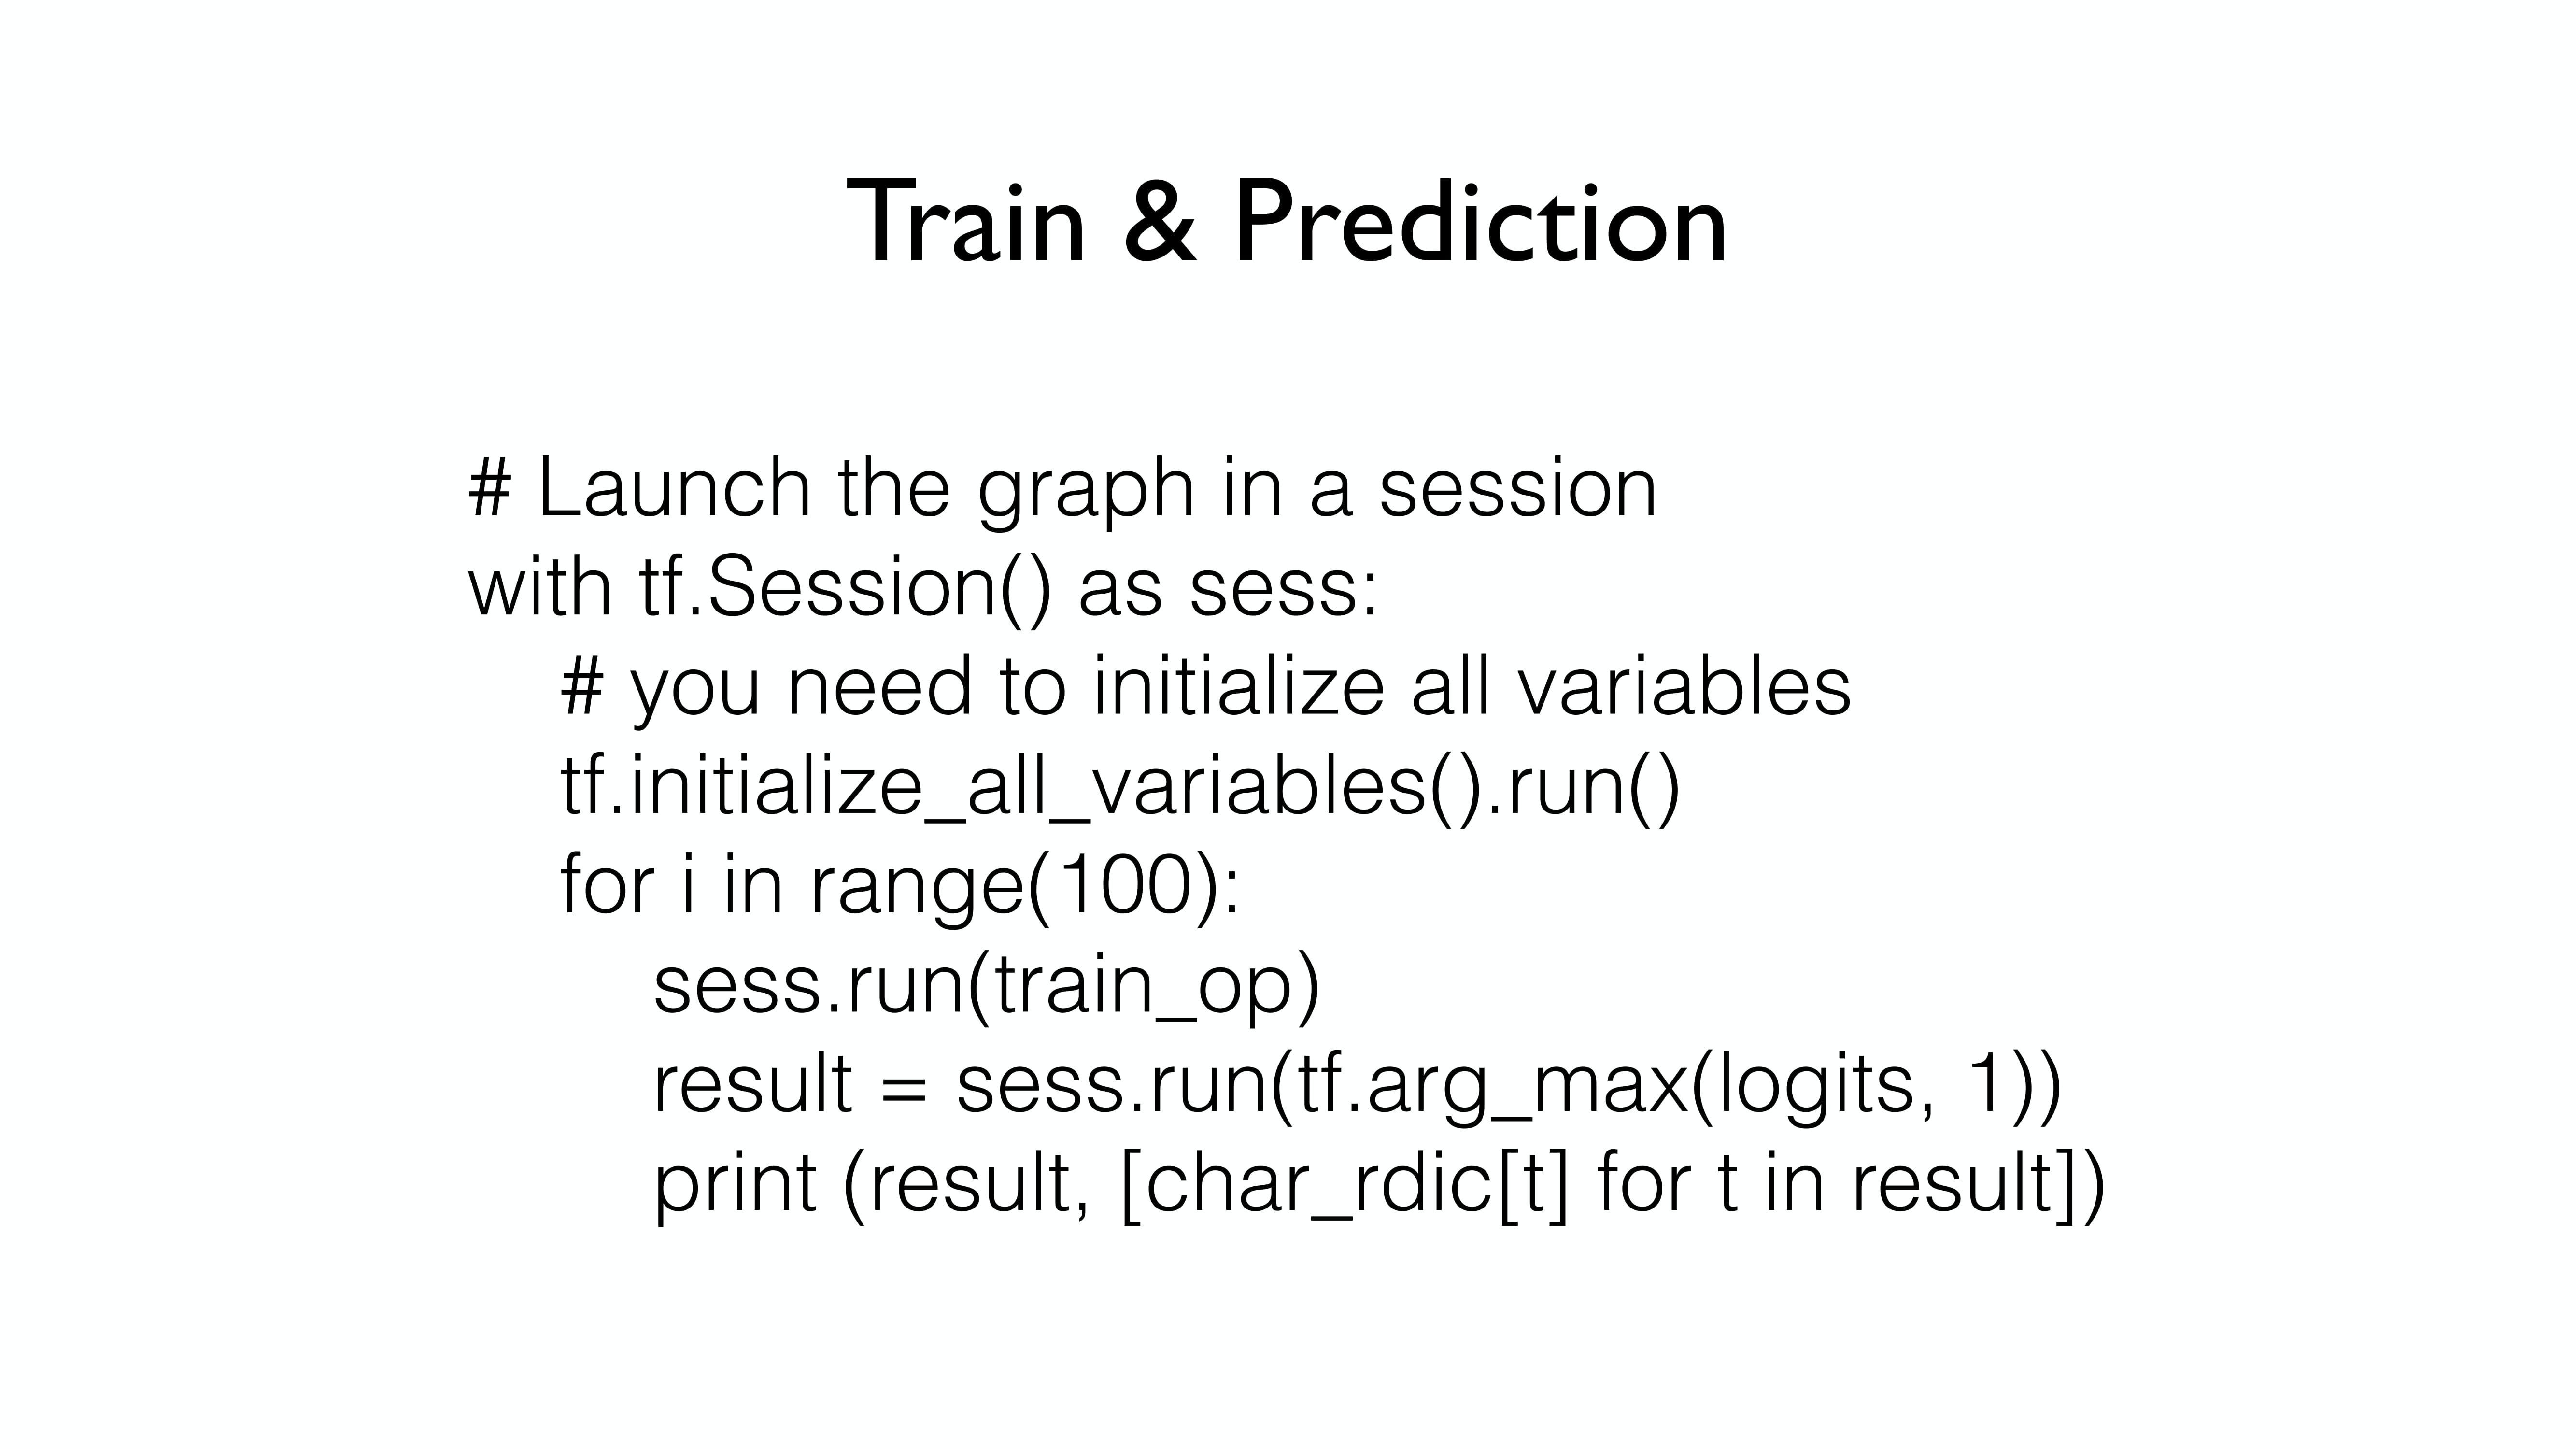 Train & Prediction
# Launch the graph in a session
with tf.Session() as sess:
    # you need to initialize all variables
    tf.initialize_all_variables().run()
    for i in range(100):
        sess.run(train_op)
        result = sess.run(tf.arg_max(logits, 1))
        print (result, [char_rdic[t] for t in result])